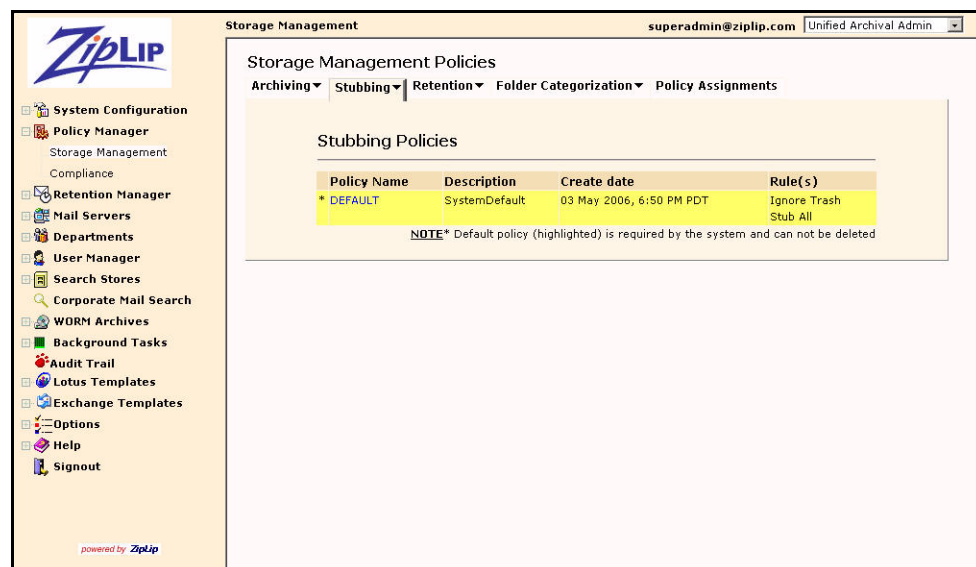 ZipLip
Storage Management
superadmin@ziplip.com
Unified Archival Admin
System Configuration
Policy Manager
Storage Management
Compliance
Retention Manager
Mail Servers
Departments
User Manager
Search Stores
Corporate Mail Search
WORM Archives
Background Tasks
Audit Trail
Lotus Templates
Exchange Templates
Options
Help
Signout
powered by ZipLip
Storage Management Policies
Archiving Stubbing Retention Folder Categorization Policy Assignments
Stubbing Policies
Policy Name Description Create date Rule(s)
* DEFAULT SystemDefault 03 May 2006, 6:50 PM PDT Ignore Trash
Stub All
NOTE* Default policy (highlighted) is required by the system and can not be deleted